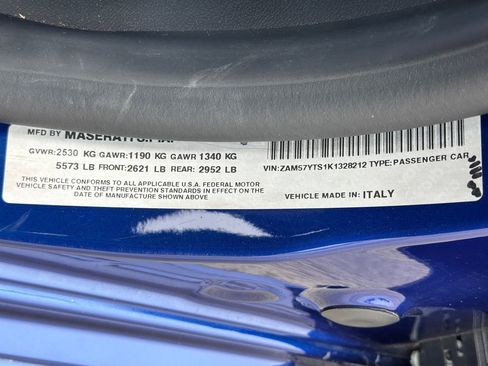 MFD BY MASERATI S.P.A.
GVWR:2530 KG GAWR:1190 KG GAWR 1340 KG
5573 LB FRONT:2621 LB REAR: 2952 LB
THIS VEHICLE CONFORMS TO ALL APPLICABLE U.S. FEDERAL MOTOR
VEHICLE SAFETY AND THEFT PREVENTION STANDARDS IN EFFECT ON THE
DATE OF MANUFACTURE SHOWN ABOVE
VIN:ZAM57YTS1K1328212 TYPE:PASSENGER CAR
VEHICLE MADE IN ITALY